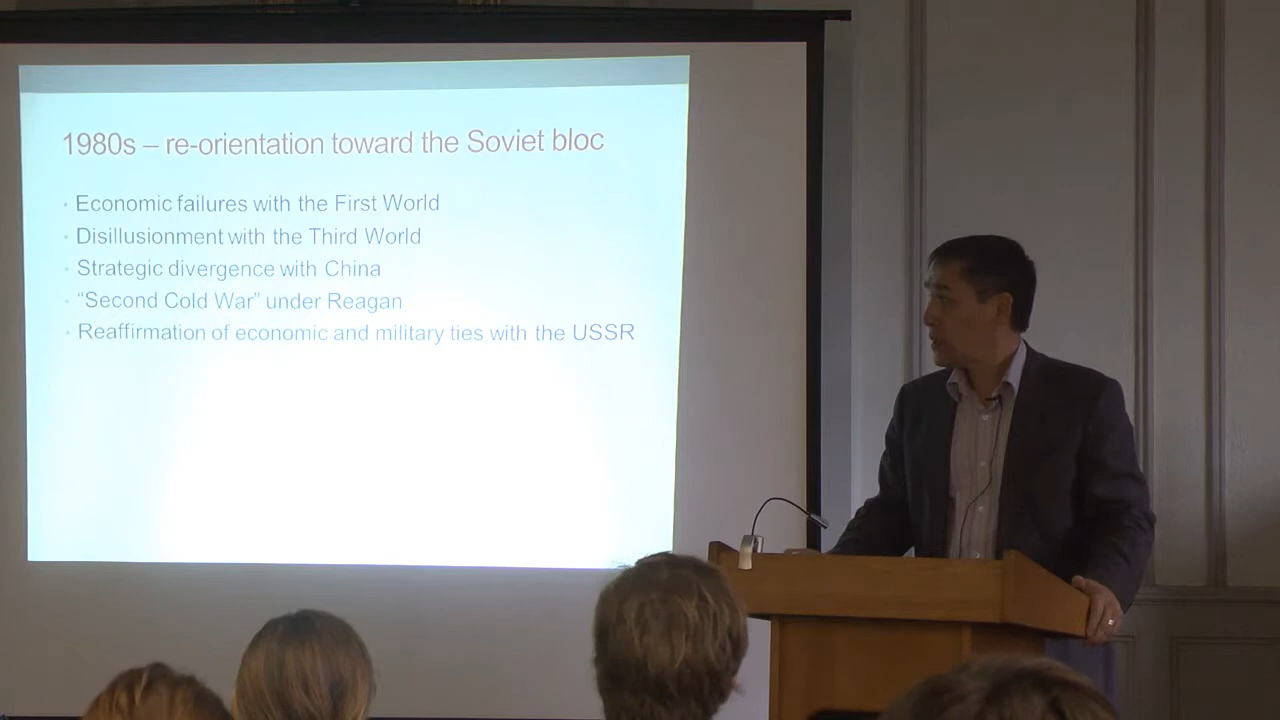 1980s – re-orientation toward the Soviet bloc
• Economic failures with the First World
• Disillusionment with the Third World
• Strategic divergence with China
• “Second Cold War” under Reagan
• Reaffirmation of economic and military ties with the USSR